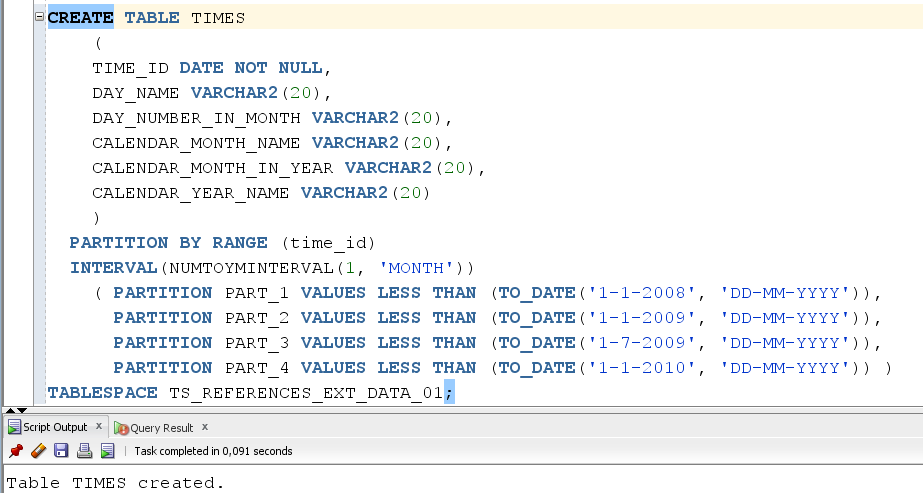 CREATE TABLE TIMES
(
TIME_ID DATE NOT NULL,
DAY_NAME VARCHAR2(20),
DAY_NUMBER_IN_MONTH VARCHAR2(20),
CALENDAR_MONTH_NAME VARCHAR2(20),
CALENDAR_MONTH_IN_YEAR VARCHAR2(20),
CALENDAR_YEAR_NAME VARCHAR2(20)
)
PARTITION BY RANGE (time_id)
INTERVAL(NUMTOYMINTERVAL(1, 'MONTH'))
( PARTITION PART_1 VALUES LESS THAN (TO_DATE('1-1-2008', 'DD-MM-YYYY')),
PARTITION PART_2 VALUES LESS THAN (TO_DATE('1-1-2009', 'DD-MM-YYYY')),
PARTITION PART_3 VALUES LESS THAN (TO_DATE('1-7-2009', 'DD-MM-YYYY')),
PARTITION PART_4 VALUES LESS THAN (TO_DATE('1-1-2010', 'DD-MM-YYYY')) )
TABLESPACE TS_REFERENCES_EXT_DATA_01;
Script Output x Query Result x
Task completed in 0,091 seconds
Table TIMES created.